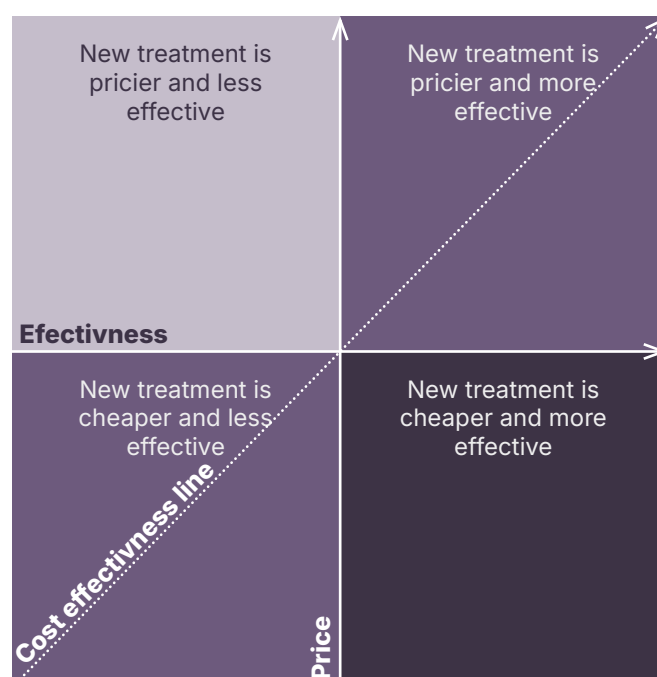 New treatment is
pricier and less
effective
New treatment is
pricier and more
effective
Efectivness
New treatment is
cheaper and less
effective
New treatment is
cheaper and more
effective
Cost effectivness line
Price